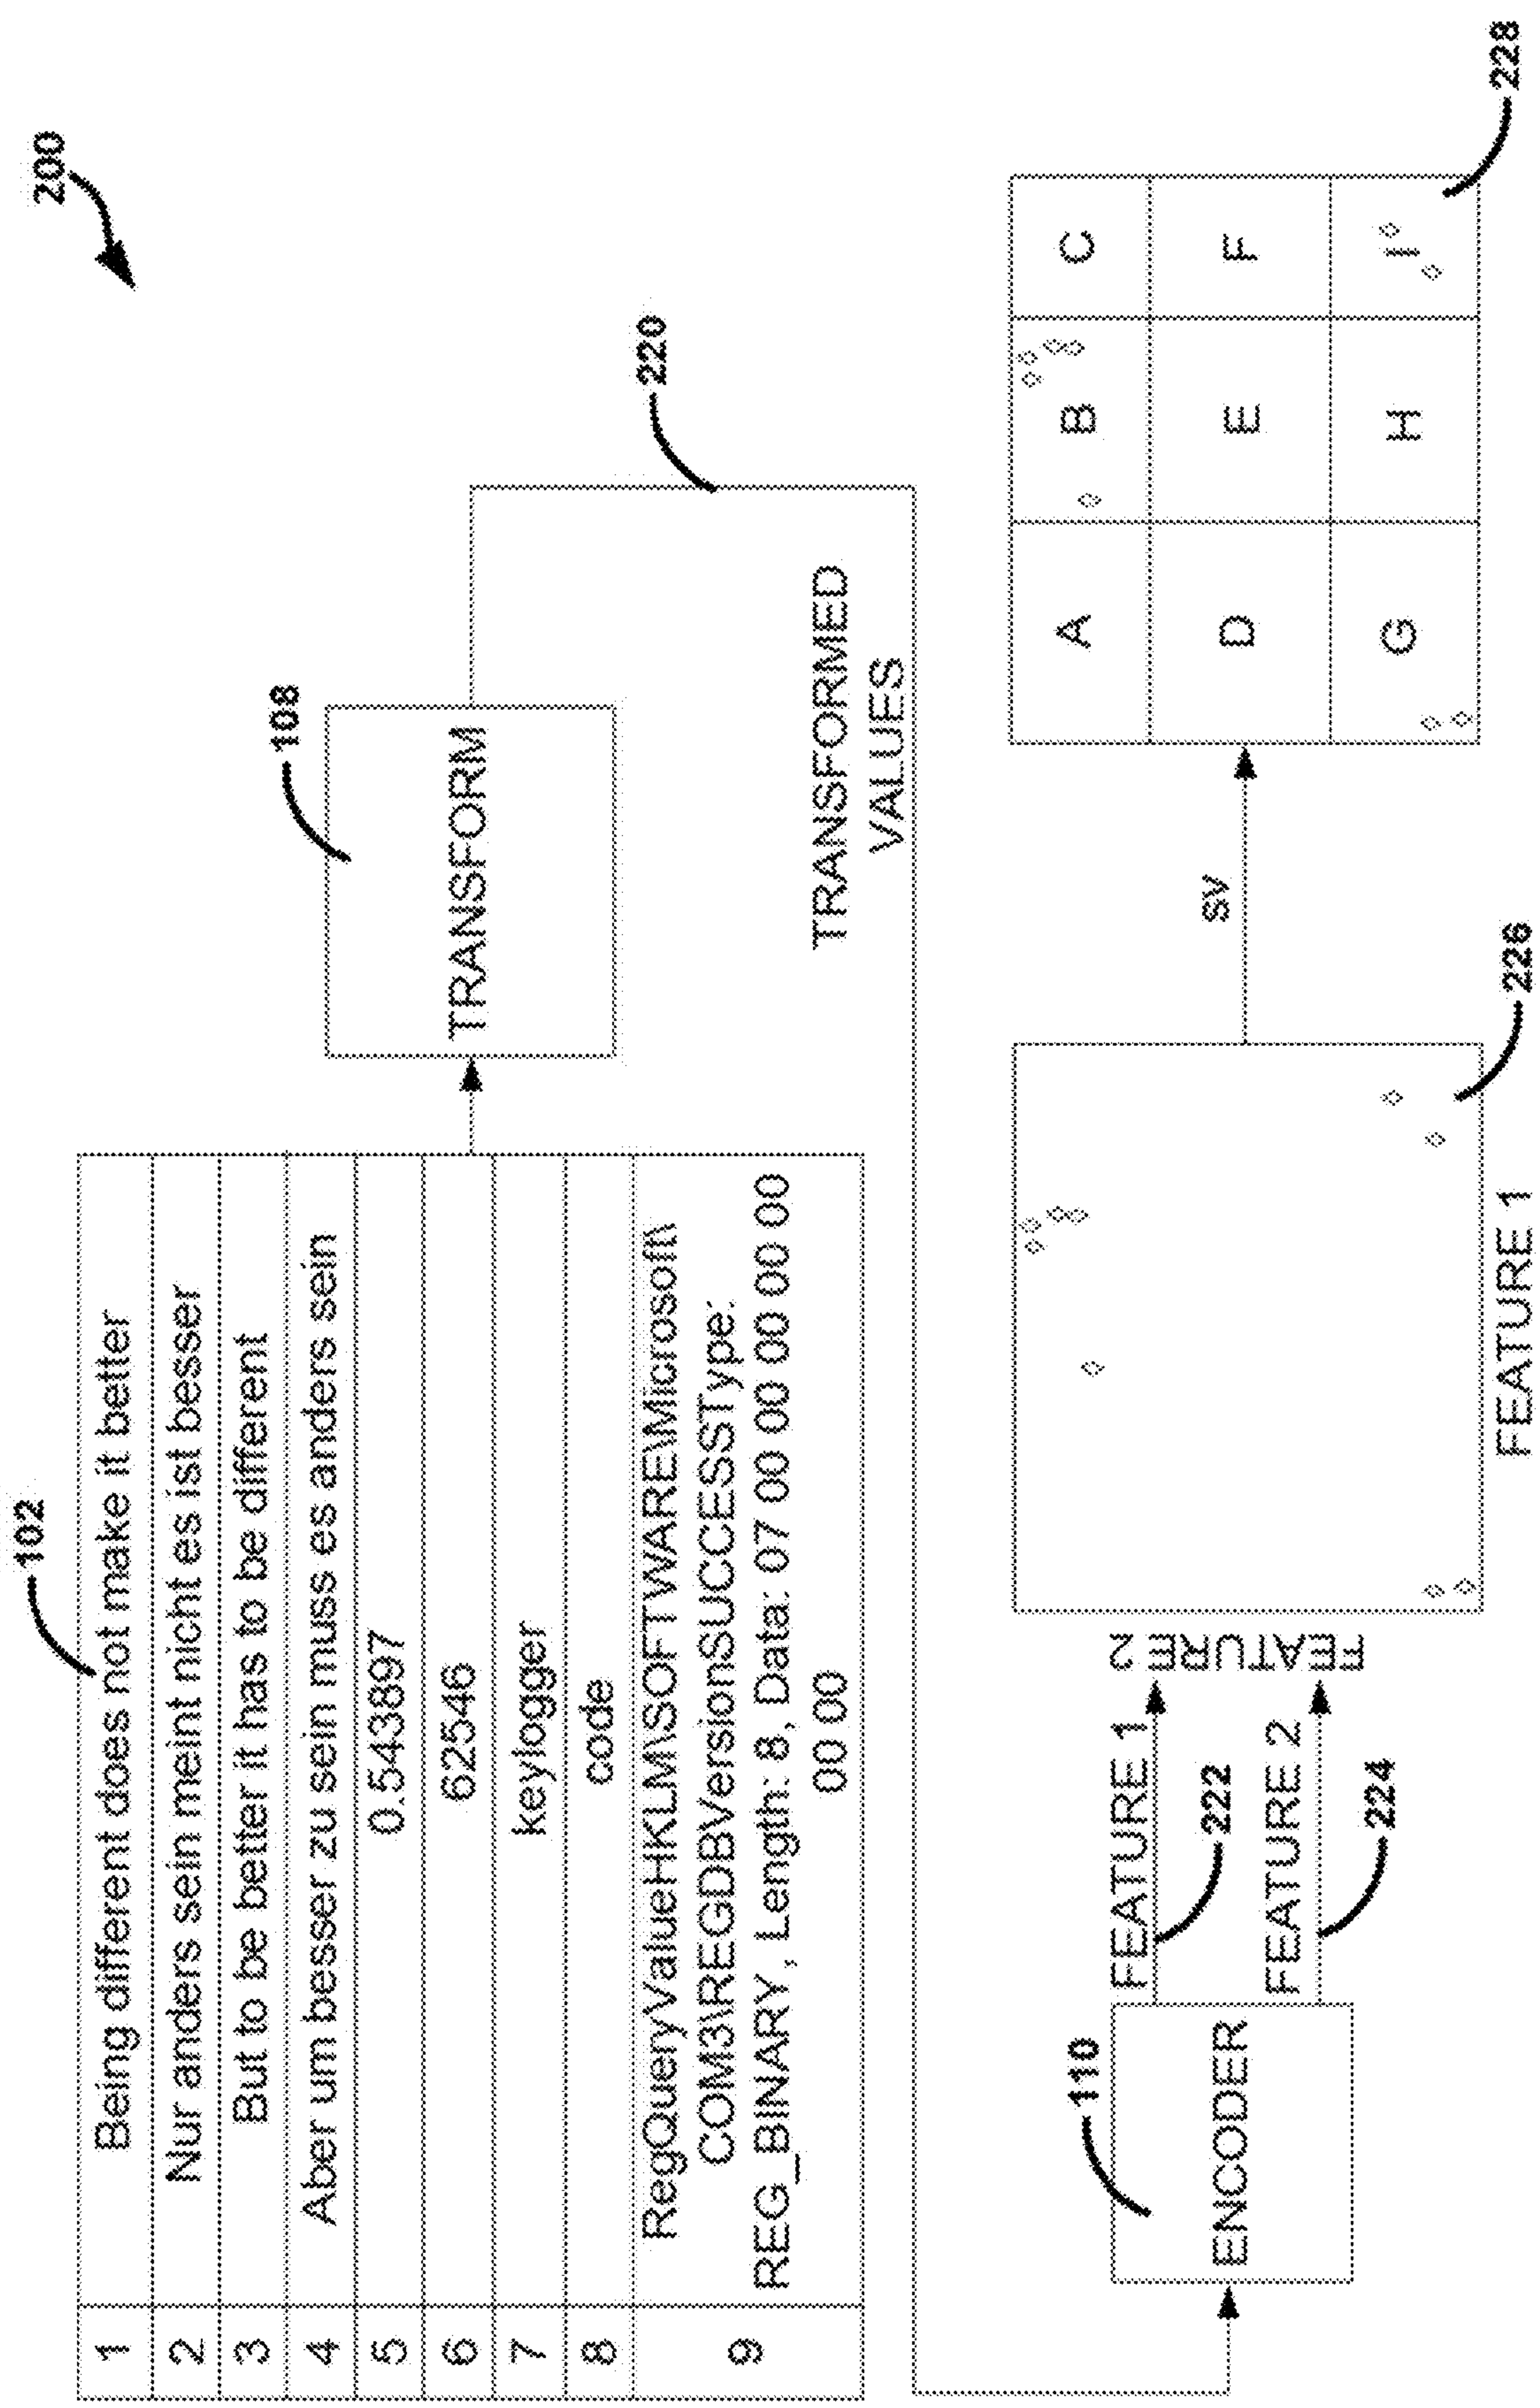 200
102
1 Being different does not make it better
2 Nur anders sein meint nicht es ist besser
3 But to be better it has to be different
4 Aber um besser zu sein muss es anders sein
5 0.543897
6 62546
7 keylogger
8 code
9 RegQueryValueHKLM\SOFTWARE\Microsoft\
COM3\REGDBVersionSUCCESSType:
REG_BINARY, Length: 8, Data: 07 00 00 00 00 00
00 00
108
TRANSFORM
220
TRANSFORMED
VALUES
110
ENCODER
FEATURE 1
222
FEATURE 2
224
FEATURE 2
FEATURE 1
226
SV
A B C
D E F
G H I
228